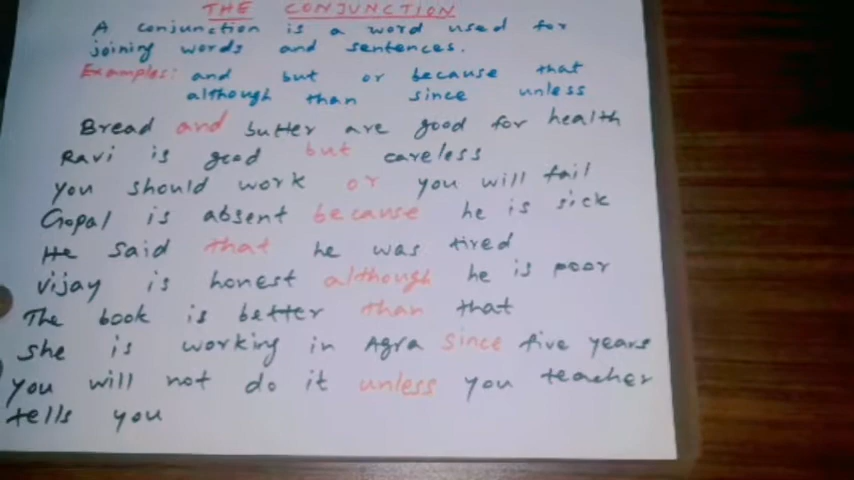 THE CONJUNCTION
A conjunction is a word used for
joining words and sentences.
Examples: and but or because that
although than since unless
Bread and butter are good for health
Ravi is good but careless
You should work or you will fail
Gopal is absent because he is sick
He said that he was tired
Vijay is honest although he is poor
The book is better than that
She is working in Agra since five years
You will not do it unless you teacher
tells you